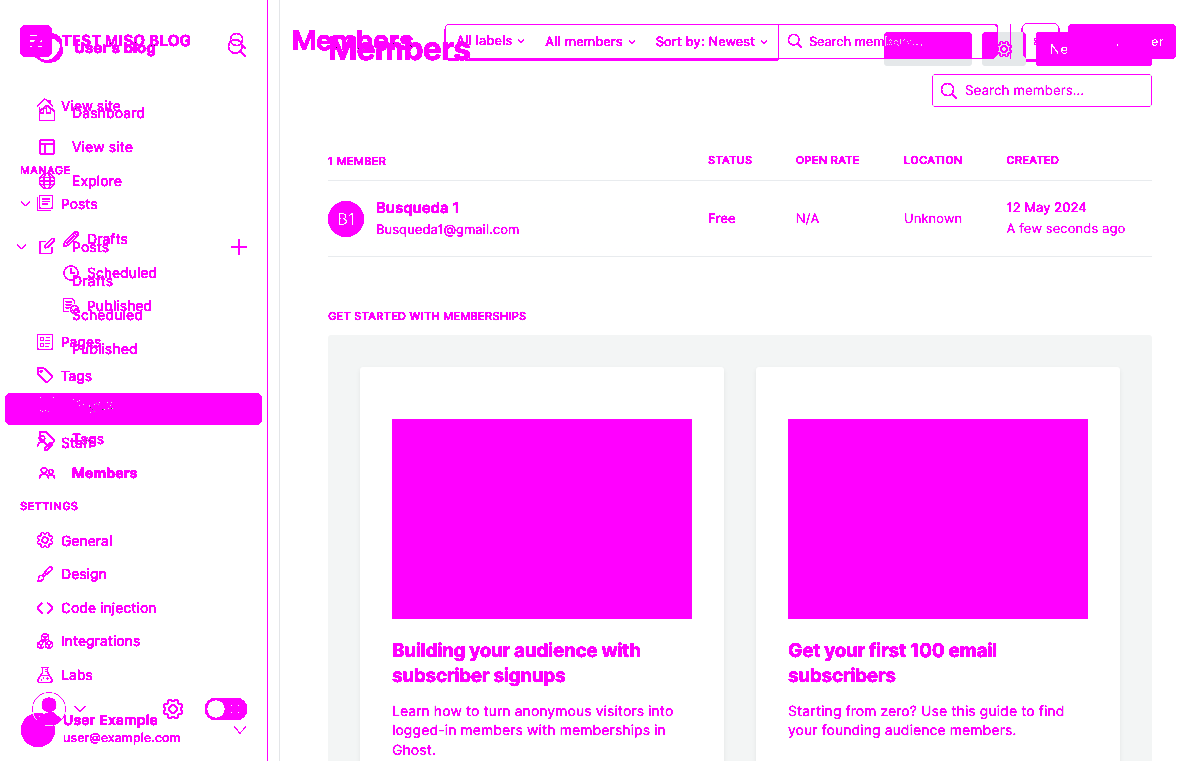 TEST MISO BLOG
User's Blog
View site
Dashboard
View site
MANAGE
Explore
Posts
Drafts
Posts
Scheduled
Drafts
Published
Scheduled
Pages
Published
Tags
Tags
Staff
Members
SETTINGS
General
Design
Code injection
Integrations
Labs
User Example
user@example.com
Members
Members
All labels
All members
Sort by: Newest
Search members...
Search members...
1 MEMBER STATUS OPEN RATE LOCATION CREATED
B1 Busqueda 1 Free N/A Unknown 12 May 2024
Busqueda1@gmail.com A few seconds ago
GET STARTED WITH MEMBERSHIPS
Building your audience with
subscriber signups
Learn how to turn anonymous visitors into
logged-in members with memberships in
Ghost.
Get your first 100 email
subscribers
Starting from zero? Use this guide to find
your founding audience members.